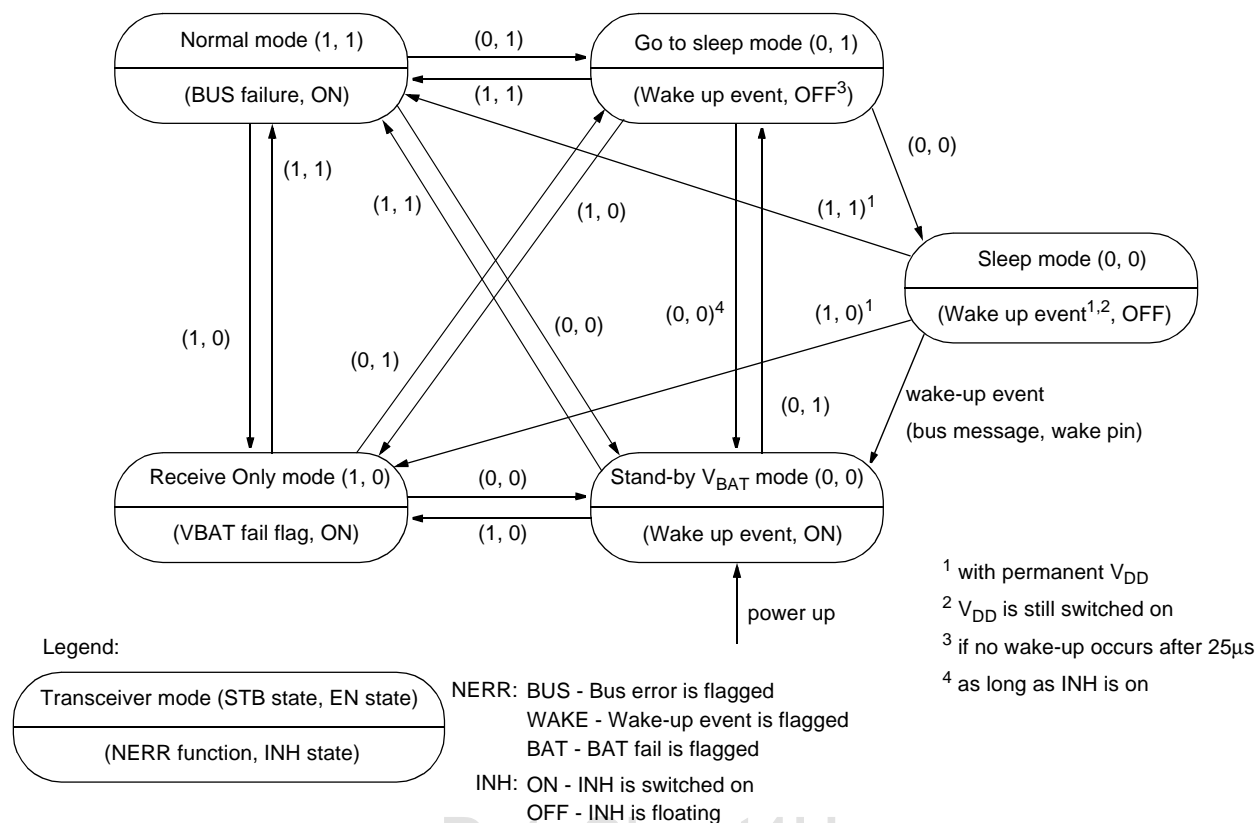 Normal mode (1, 1)
(BUS failure, ON)
(0, 1)
(1, 1)
Go to sleep mode (0, 1)
(Wake up event, OFF³)
(0, 0)
(1, 1)
(1, 1)
(1, 0)
(1, 1)¹
Sleep mode (0, 0)
(Wake up event¹,², OFF)
(1, 0)
(0, 1)
(0, 0)
(0, 0)⁴
(1, 0)¹
(0, 1)
wake-up event
(bus message, wake pin)
Receive Only mode (1, 0)
(VBAT fail flag, ON)
(0, 0)
(1, 0)
Stand-by VBAT mode (0, 0)
(Wake up event, ON)
power up
¹ with permanent VDD
² VDD is still switched on
³ if no wake-up occurs after 25µs
⁴ as long as INH is on
Legend:
Transceiver mode (STB state, EN state)
(NERR function, INH state)
NERR: BUS - Bus error is flagged
WAKE - Wake-up event is flagged
BAT - BAT fail is flagged
INH: ON - INH is switched on
OFF - INH is floating